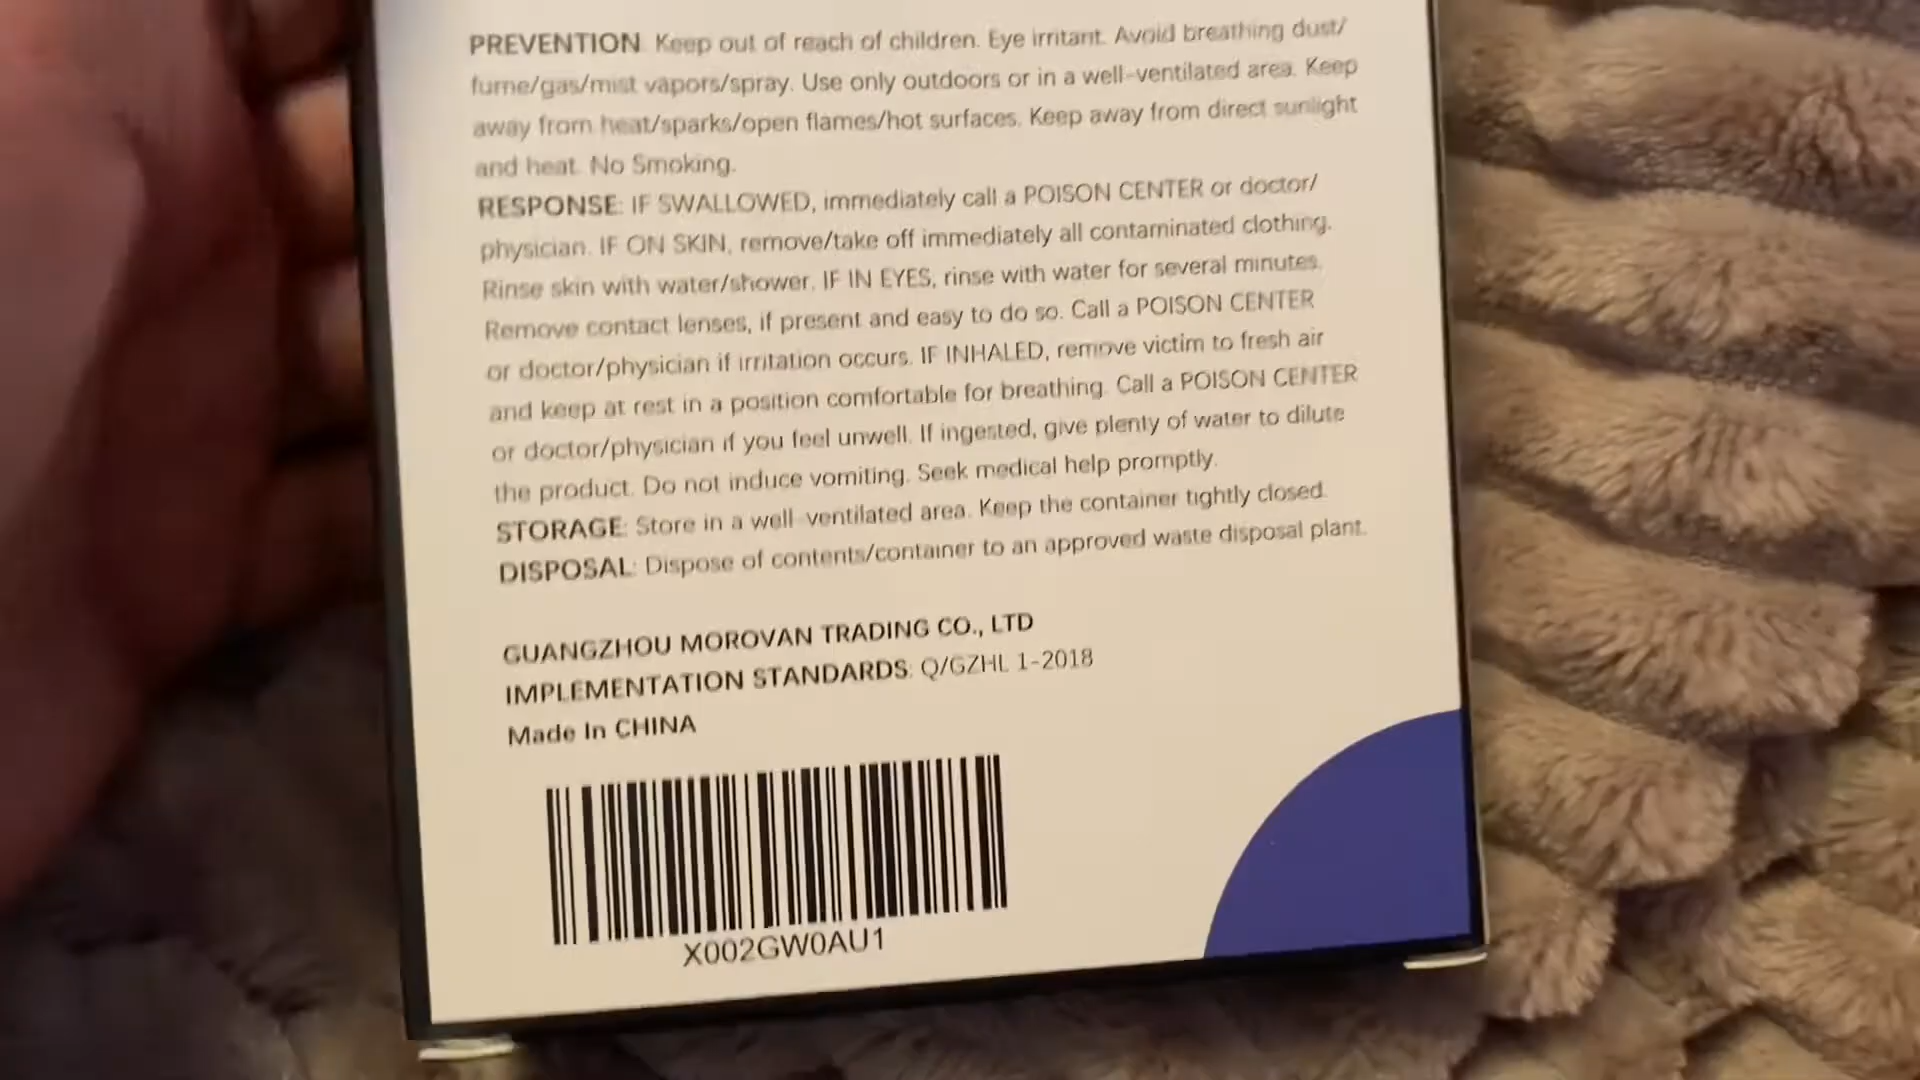 PREVENTION. Keep out of reach of children. Eye irritant. Avoid breathing dust/
fume/gas/mist vapors/spray. Use only outdoors or in a well-ventilated area. Keep
away from heat/sparks/open flames/hot surfaces. Keep away from direct sunlight
and heat. No Smoking.
RESPONSE: IF SWALLOWED, immediately call a POISON CENTER or doctor/
physician. IF ON SKIN, remove/take off immediately all contaminated clothing.
Rinse skin with water/shower. IF IN EYES, rinse with water for several minutes.
Remove contact lenses, if present and easy to do so. Call a POISON CENTER
or doctor/physician if irritation occurs. IF INHALED, remove victim to fresh air
and keep at rest in a position comfortable for breathing. Call a POISON CENTER
or doctor/physician if you feel unwell. If ingested, give plenty of water to dilute
the product. Do not induce vomiting. Seek medical help promptly.
STORAGE: Store in a well-ventilated area. Keep the container tightly closed.
DISPOSAL: Dispose of contents/container to an approved waste disposal plant.
GUANGZHOU MOROVAN TRADING CO., LTD
IMPLEMENTATION STANDARDS: Q/GZHL 1-2018
Made In CHINA
X002GW0AU1